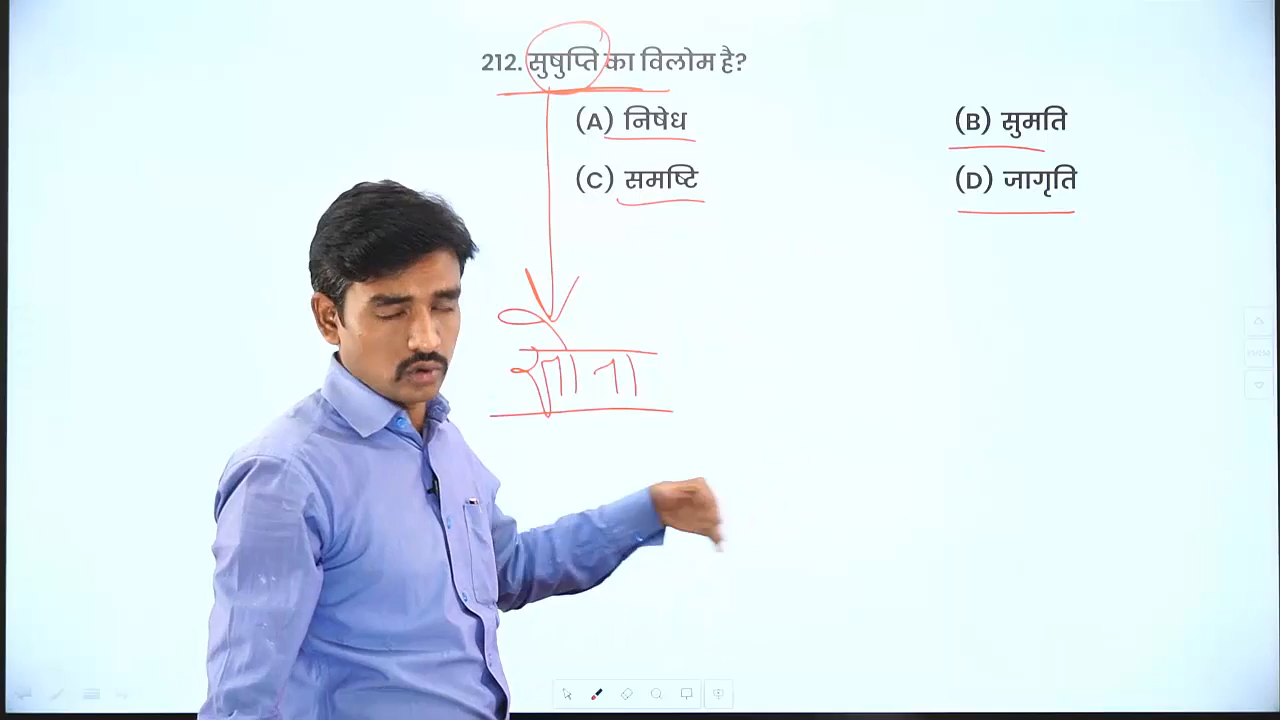 212. सुषुप्ति का विलोम है?
(A) निषेध (B) सुमति
(C) समष्टि (D) जागृति